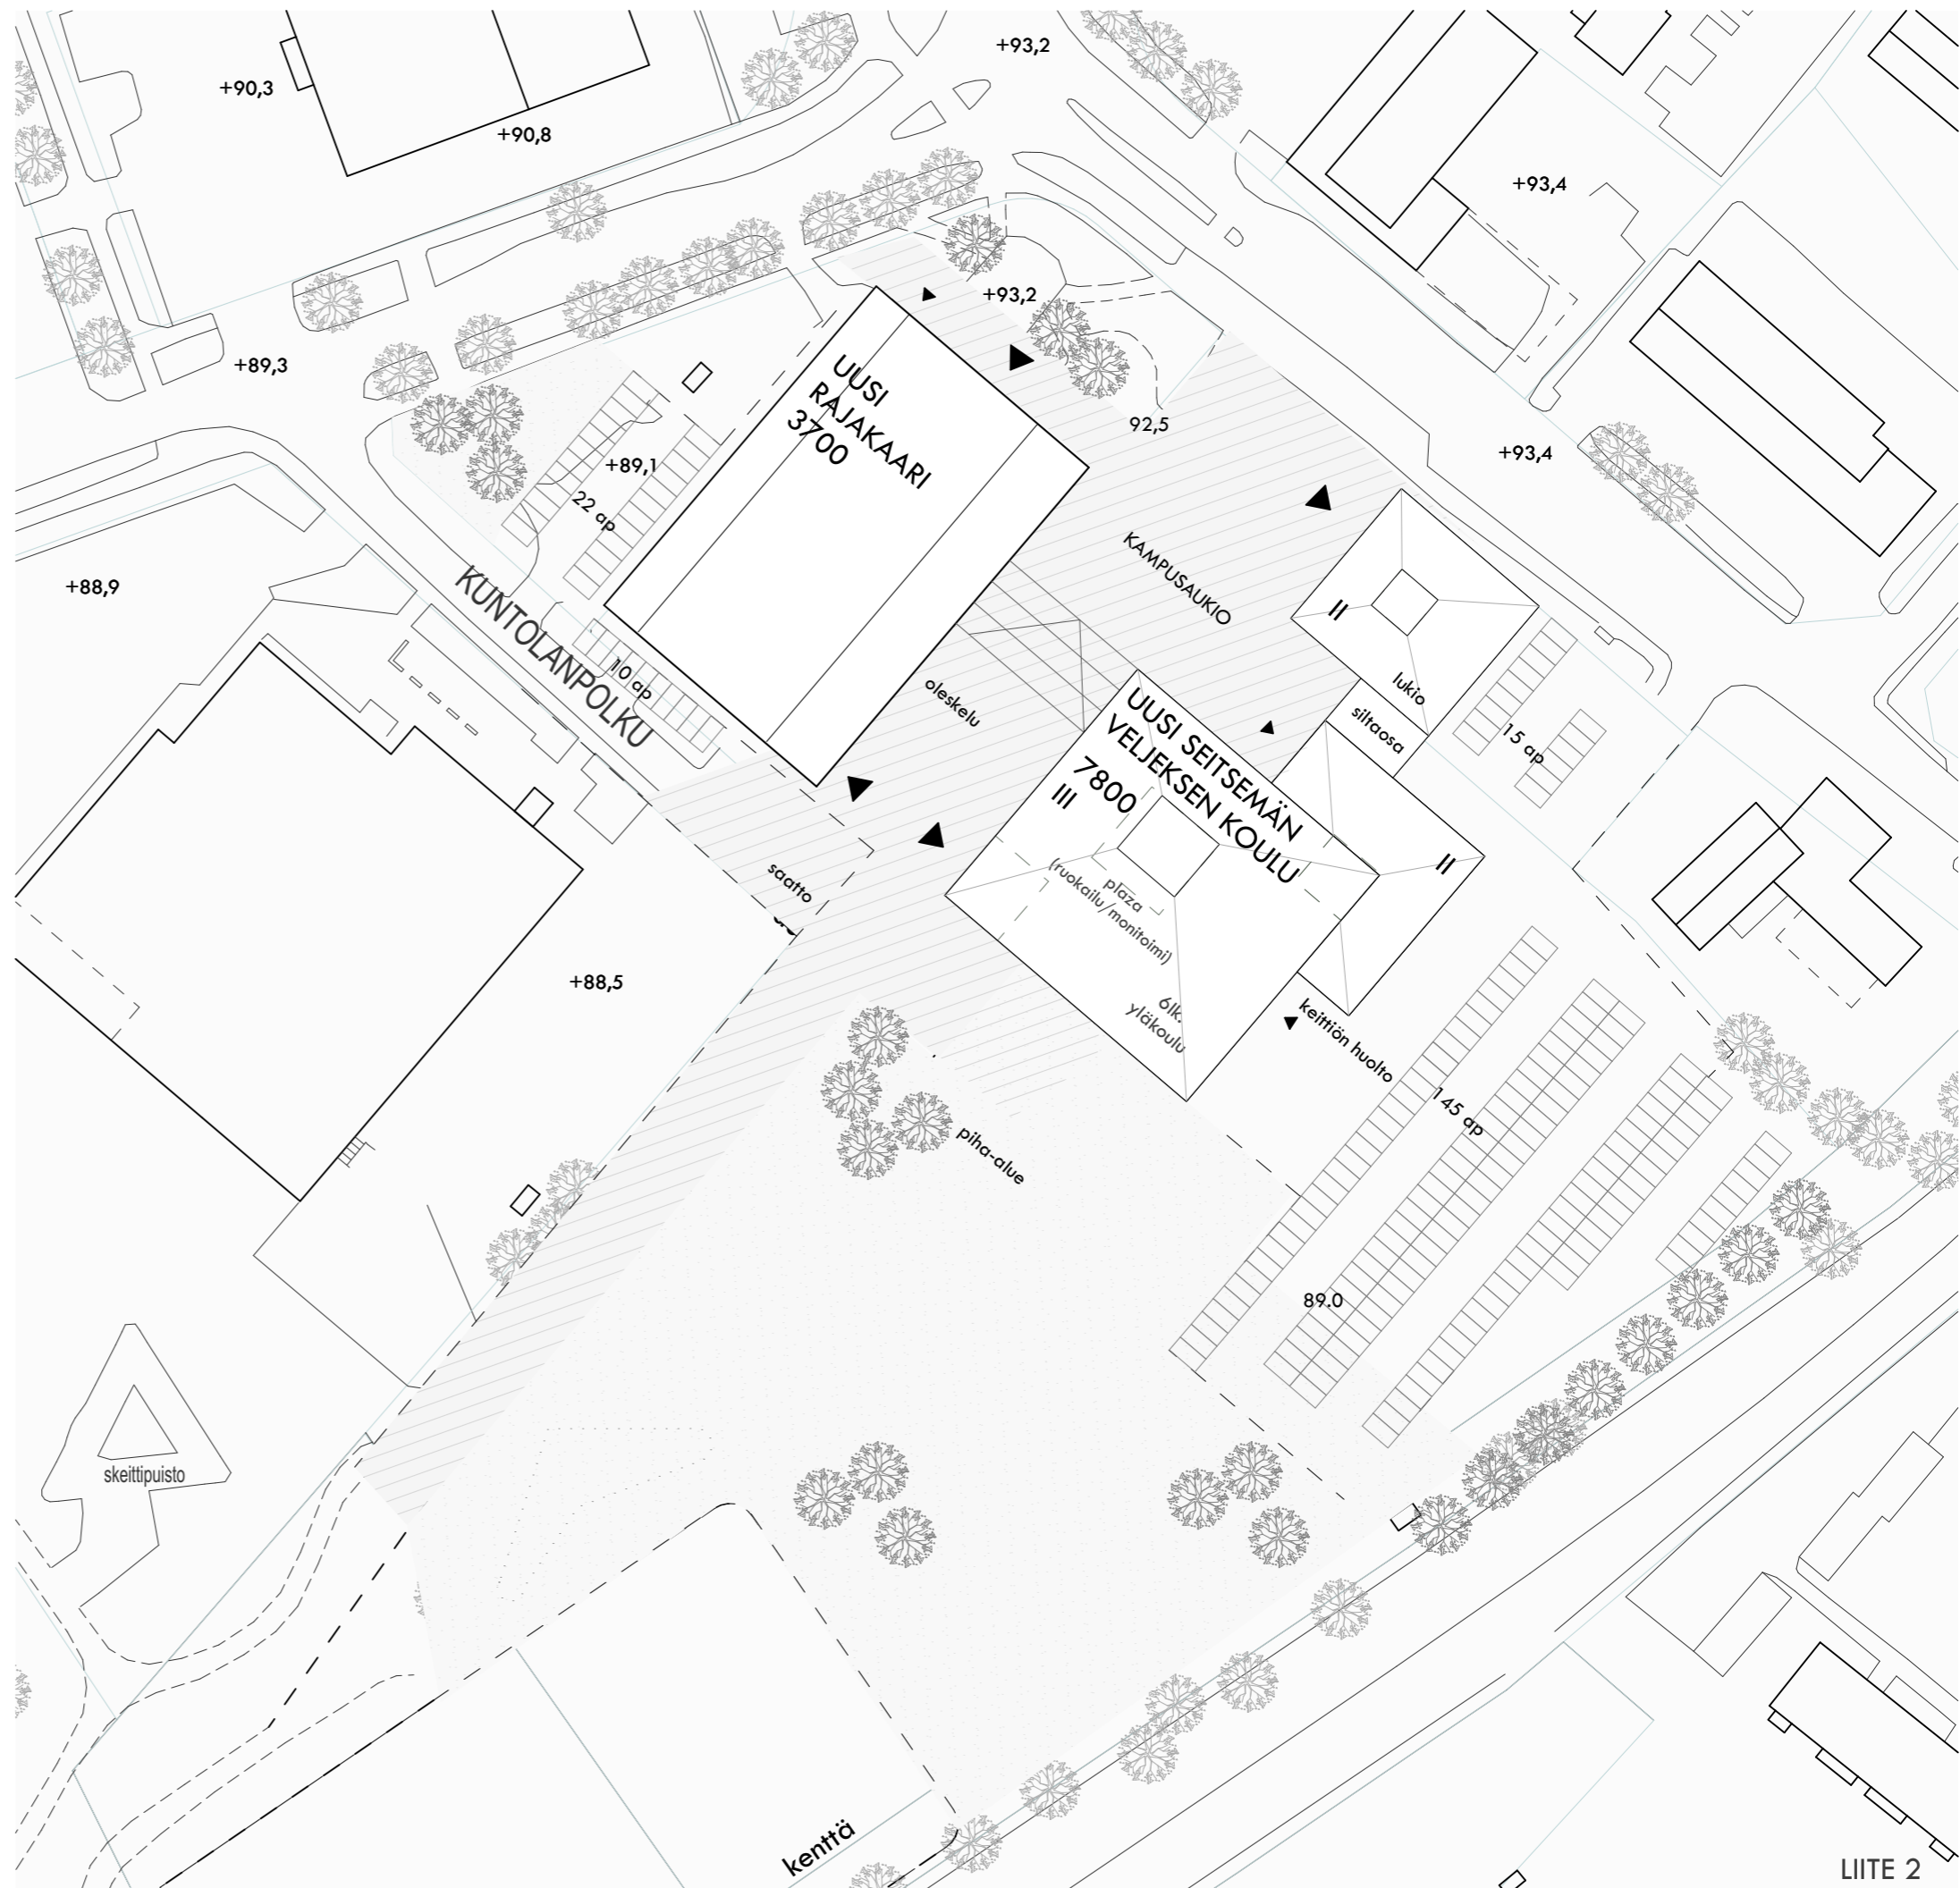 +93,2
+90,3
+90,8
+93,4
+93,2
+89,3
UUSI
RAJAKAARI
3700
92,5
+93,4
+89,1
22 ap
KAMPUSAUKIO
+88,9
KUNTOLANPOLKU
10 ap
II
lukio
oleskelu
siltaosa
15 ap
UUSI SEITSEMÄN
VELJEKSEN KOULU
7800
III
II
saatto
plaza
(ruokailu/monitoimi)
+88,5
6lk.
yläkoulu
keittiön huolto
145 ap
piha-alue
89.0
skeittipuisto
kenttä
LIITE 2